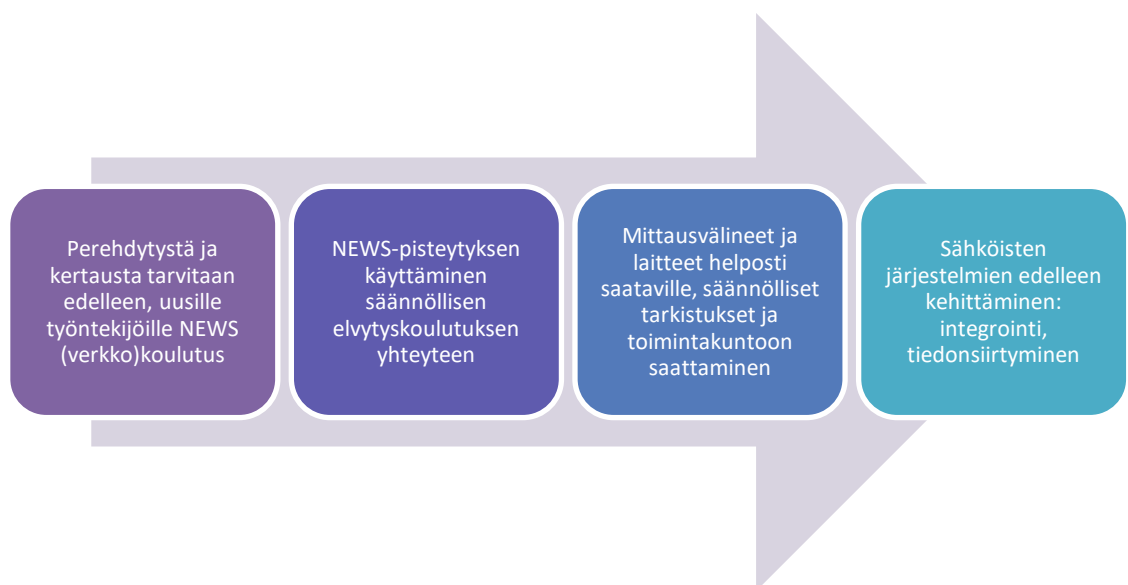 Perehdytystä ja
kertausta tarvitaan
edelleen, uusille
työntekijöille NEWS
(verkko)koulutus
NEWS-pisteytyksen
käyttäminen
säännöllisen
elvytyskoulutuksen
yhteyteen
Mittausvälineet ja
laitteet helposti
saataville, säännölliset
tarkistukset ja
toimintakuntoon
saattaminen
Sähköisten
järjestelmien edelleen
kehittäminen:
integrointi,
tiedonsiirtyminen